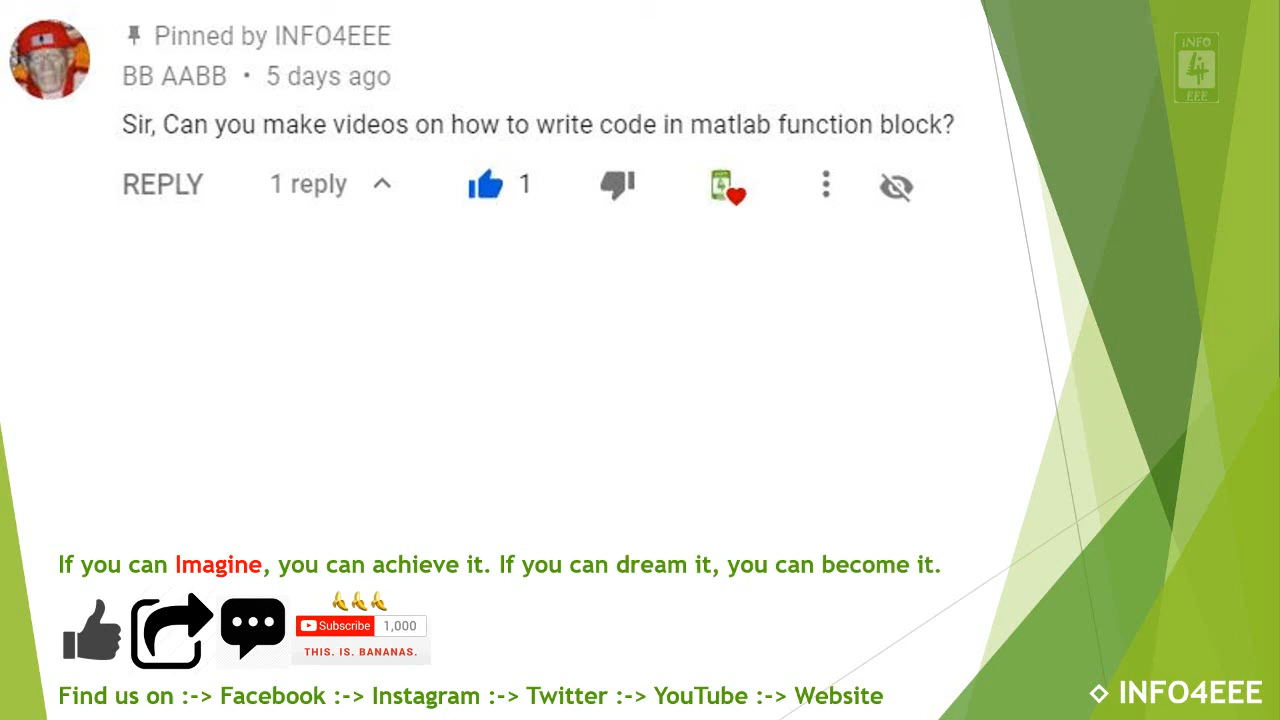 Pinned by INFO4EEE
BB AABB • 5 days ago
Sir, Can you make videos on how to write code in matlab function block?
REPLY 1 reply 1
INFO
4
EEE
If you can Imagine, you can achieve it. If you can dream it, you can become it.
Subscribe 1,000
THIS. IS. BANANAS.
Find us on :-> Facebook :-> Instagram :-> Twitter :-> YouTube :-> Website
INFO4EEE